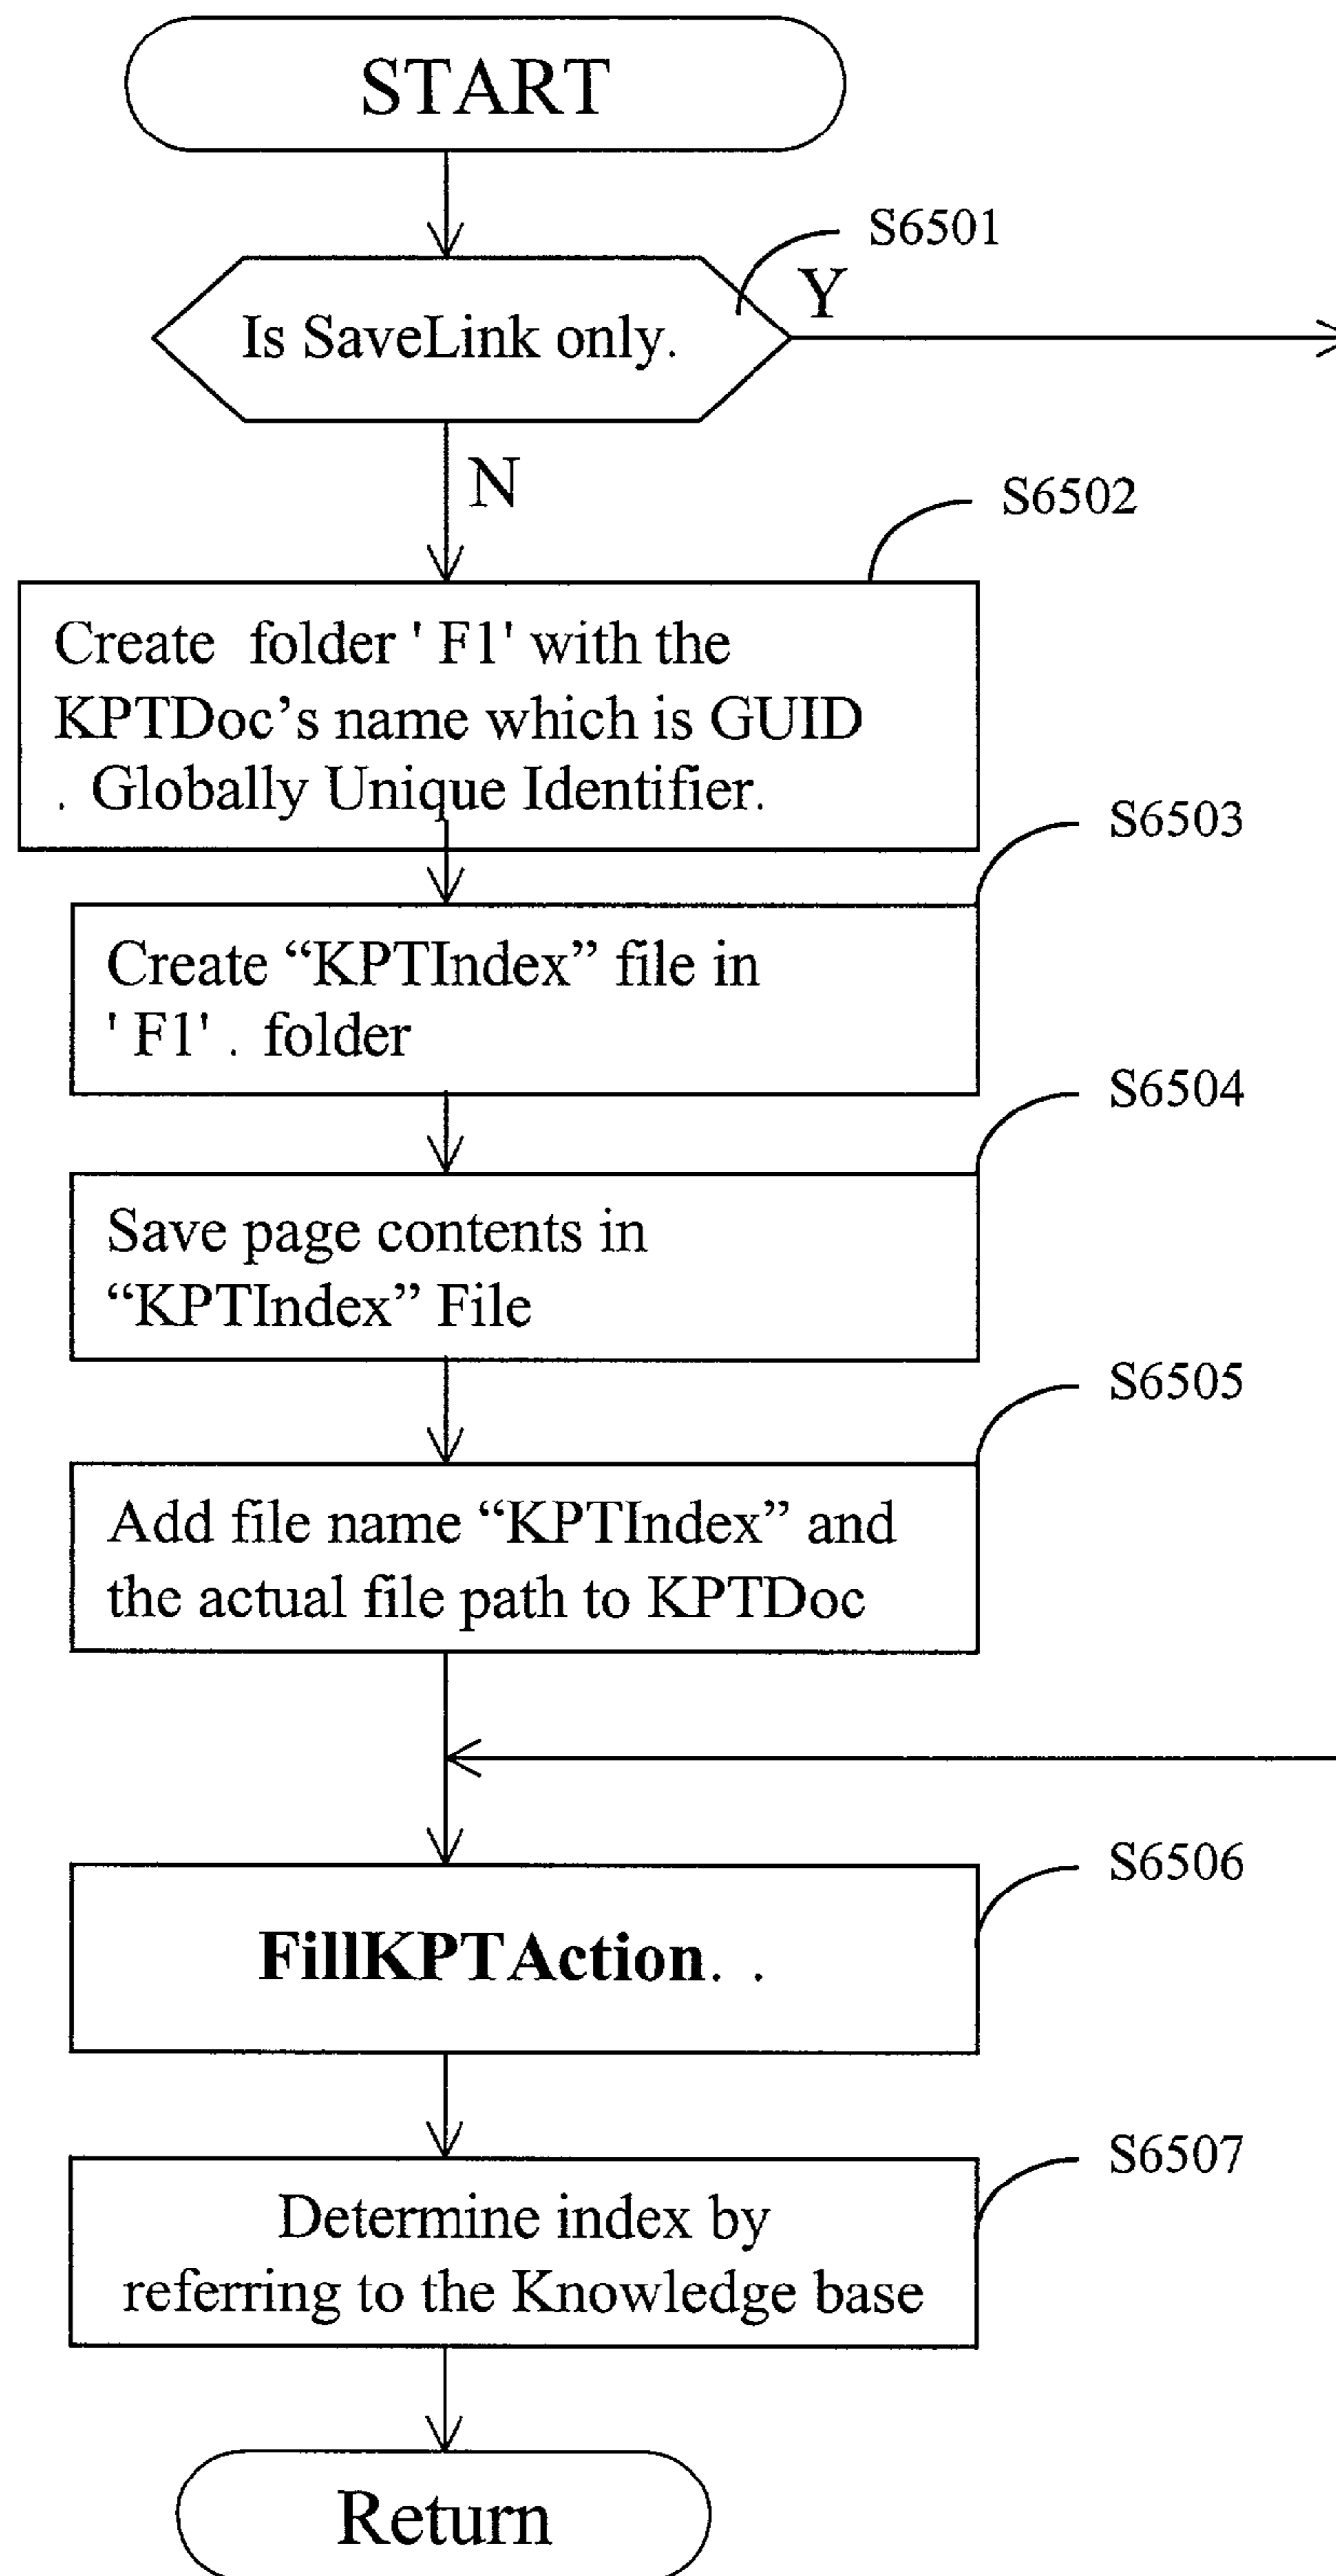 START
S6501
Is SaveLink only.
Y
N
S6502
Create folder ' F1' with the
KPTDoc’s name which is GUID
. Globally Unique Identifier.
S6503
Create “KPTIndex” file in
' F1' . folder
S6504
Save page contents in
“KPTIndex” File
S6505
Add file name “KPTIndex” and
the actual file path to KPTDoc
S6506
FillKPTAction. .
S6507
Determine index by
referring to the Knowledge base
Return